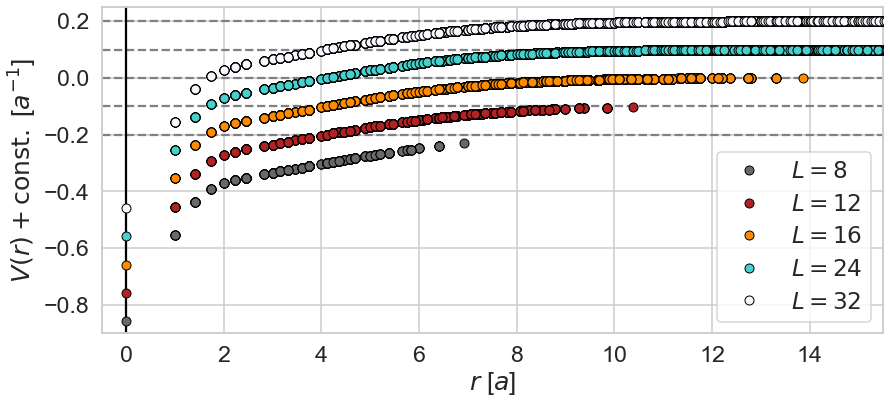 0.2
0.0
−0.2
−0.4
−0.6
−0.8
V(r) + const. [a⁻¹]
0 2 4 6 8 10 12 14
r [a]
L = 8
L = 12
L = 16
L = 24
L = 32